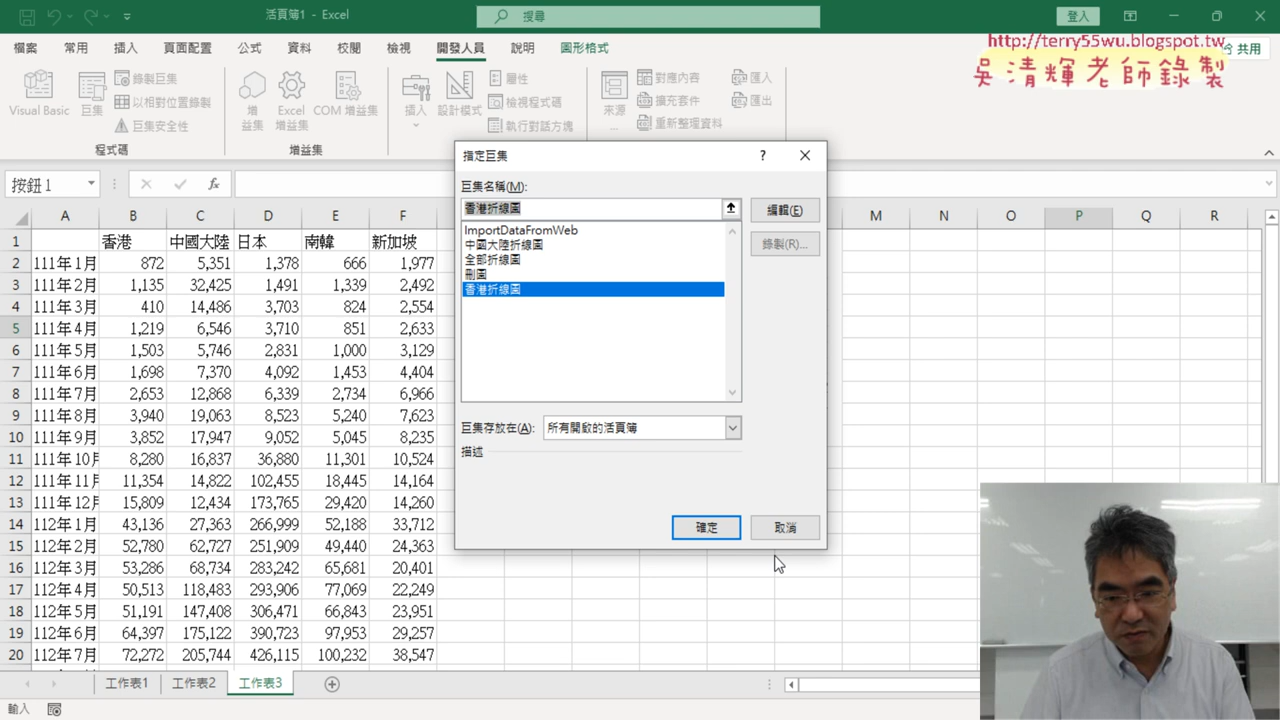 活頁簿1 - Excel
搜尋
登入
檔案 常用 插入 頁面配置 公式 資料 校閱 檢視 開發人員 說明 圖形格式
共用
http://terry55wu.blogspot.tw
吳清輝老師錄製
Visual Basic
巨集
錄製巨集
以相對位置錄製
巨集安全性
程式碼
增益集
Excel 增益集
COM 增益集
增益集
插入
設計模式
屬性
檢視程式碼
執行對話方塊
來源
...
對應內容
擴充套件
重新整理資料
匯入
匯出
按鈕 1
fx
A B C D E F M N O P Q R
1 香港 中國大陸 日本 南韓 新加坡
2 111年1月 872 5,351 1,378 666 1,977
3 111年2月 1,135 32,425 1,491 1,339 2,492
4 111年3月 410 14,486 3,703 824 2,554
5 111年4月 1,219 6,546 3,710 851 2,633
6 111年5月 1,503 5,746 2,831 1,000 3,129
7 111年6月 1,698 7,370 4,092 1,453 4,404
8 111年7月 2,653 12,868 6,339 2,734 6,966
9 111年8月 3,940 19,063 8,523 5,240 7,623
10 111年9月 3,852 17,947 9,052 5,045 8,235
11 111年10月 8,280 16,837 36,880 11,301 10,524
12 111年11月 11,354 14,822 102,455 18,445 14,164
13 111年12月 15,809 12,434 173,765 29,420 14,260
14 112年1月 43,136 27,363 266,999 52,188 33,712
15 112年2月 52,780 62,727 251,909 49,440 24,363
16 112年3月 53,286 68,734 283,242 65,681 20,401
17 112年4月 50,513 118,483 293,906 77,069 22,249
18 112年5月 51,191 147,408 306,471 66,843 23,951
19 112年6月 64,397 175,122 390,723 97,953 29,257
20 112年7月 72,272 205,744 426,115 100,232 38,547
指定巨集
?
巨集名稱(M):
香港折線圖
ImportDataFromWeb
中國大陸折線圖
全部折線圖
刪圖
香港折線圖
編輯(E)
錄製(R)...
巨集存放在(A): 所有開啟的活頁簿
描述
確定
取消
工作表1 工作表2 工作表3
輸入